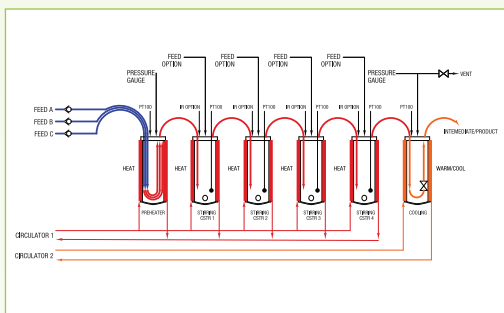 FEED OPTION
FEED OPTION
FEED OPTION
FEED OPTION
PRESSURE GAUGE
PRESSURE GAUGE
VENT
FEED A
FEED B
FEED C
PT100
IR OPTION
PT100
IR OPTION
PT100
IR OPTION
PT100
IR OPTION
PT100
PT100
INTEMEDIATE/PRODUCT
HEAT
HEAT
HEAT
HEAT
HEAT
WARM/COOL
PREHEATER
STIRRING
CSTR 1
STIRRING
CSTR 2
STIRRING
CSTR 3
STIRRING
CSTR 4
COOLING
CIRCULATOR 1
CIRCULATOR 2